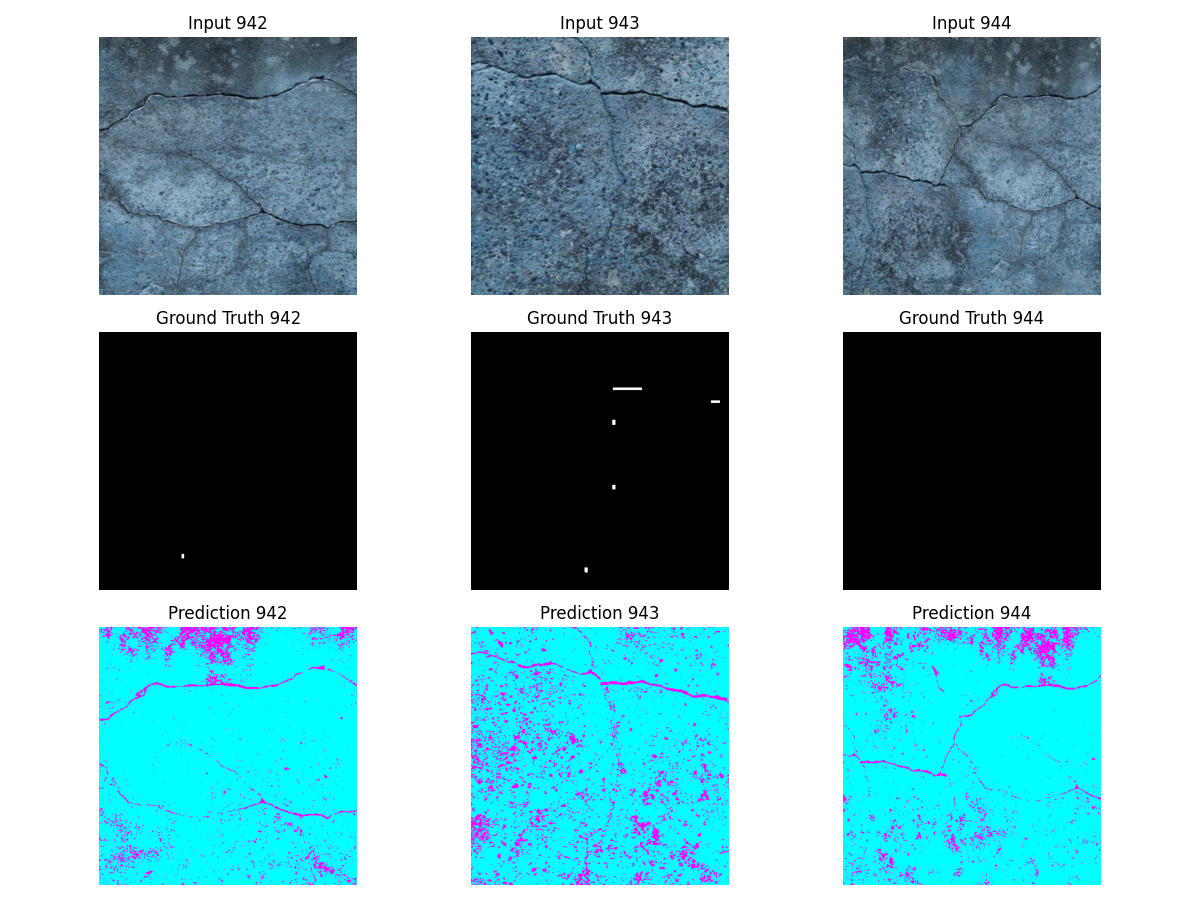 Input 942
Input 943
Input 944
Ground Truth 942
Ground Truth 943
Ground Truth 944
Prediction 942
Prediction 943
Prediction 944